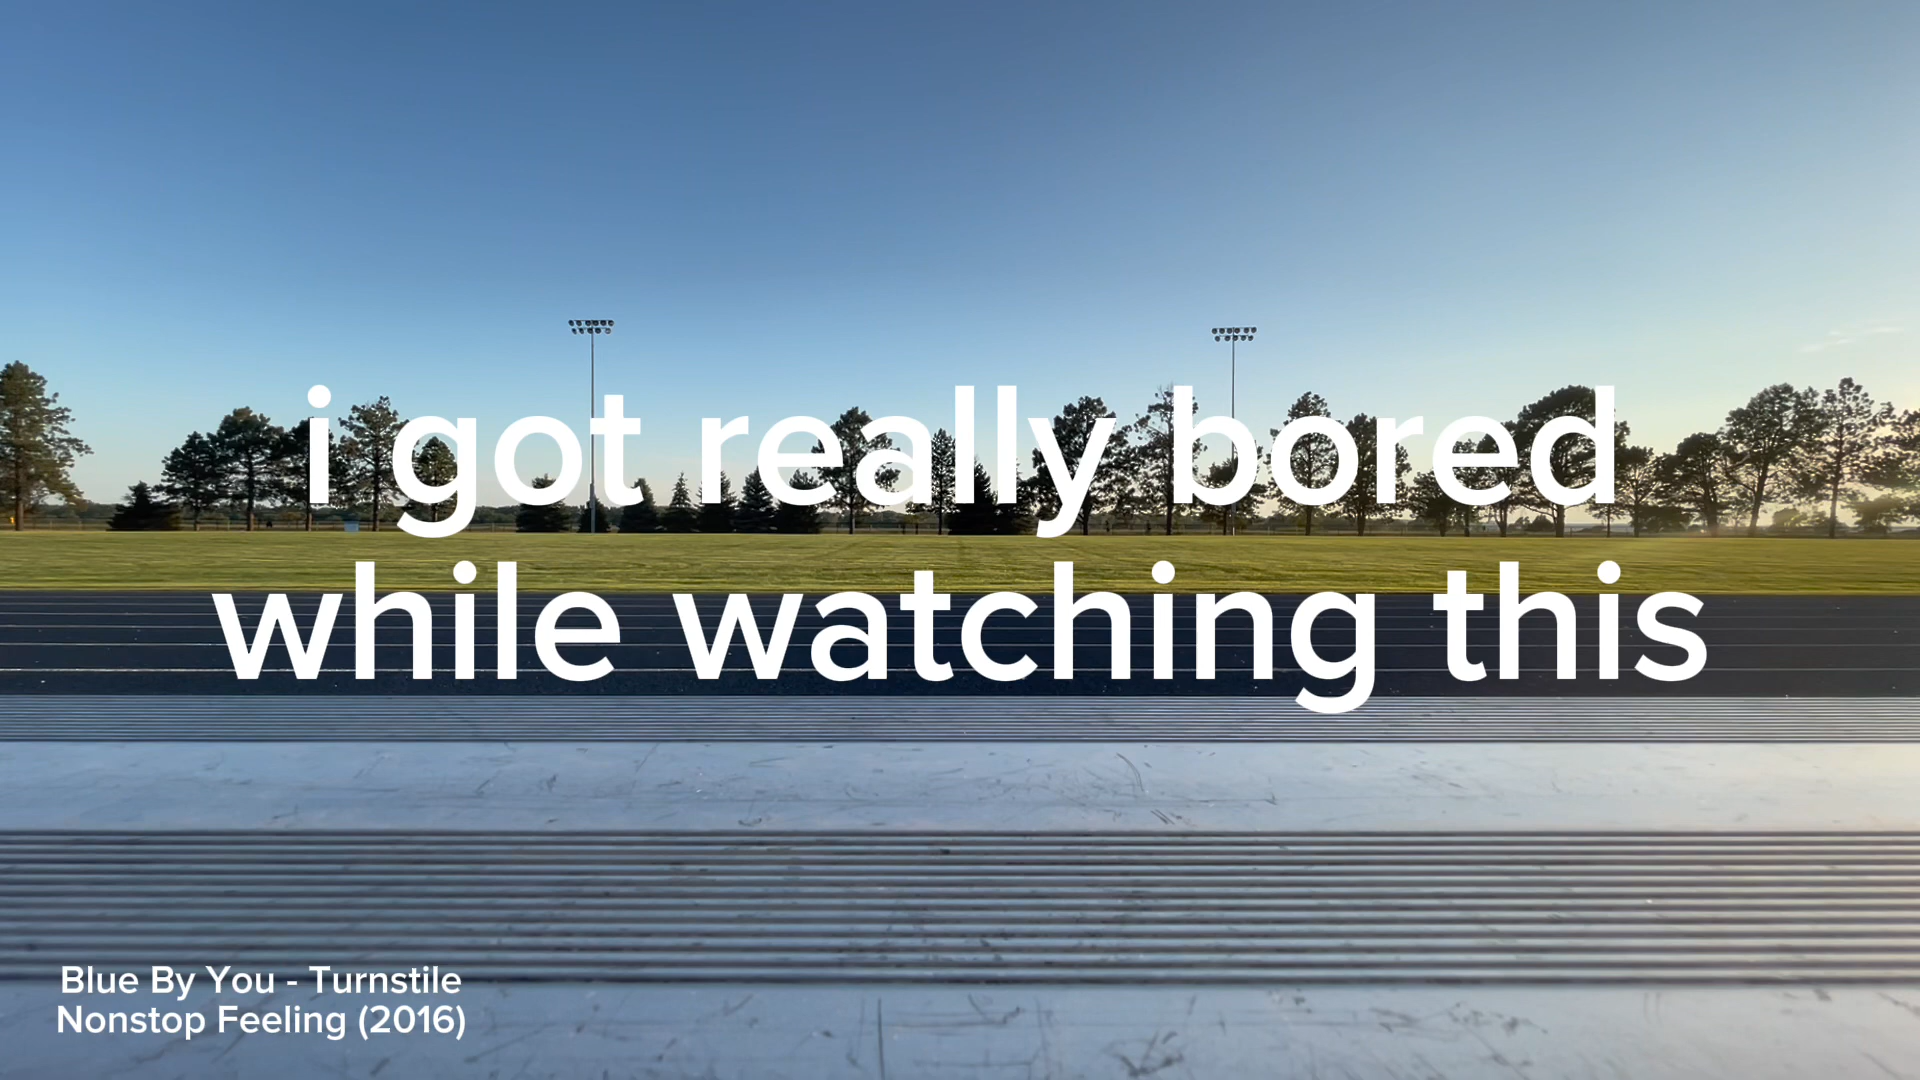 i got really bored
while watching this
Blue By You - Turnstile
Nonstop Feeling (2016)